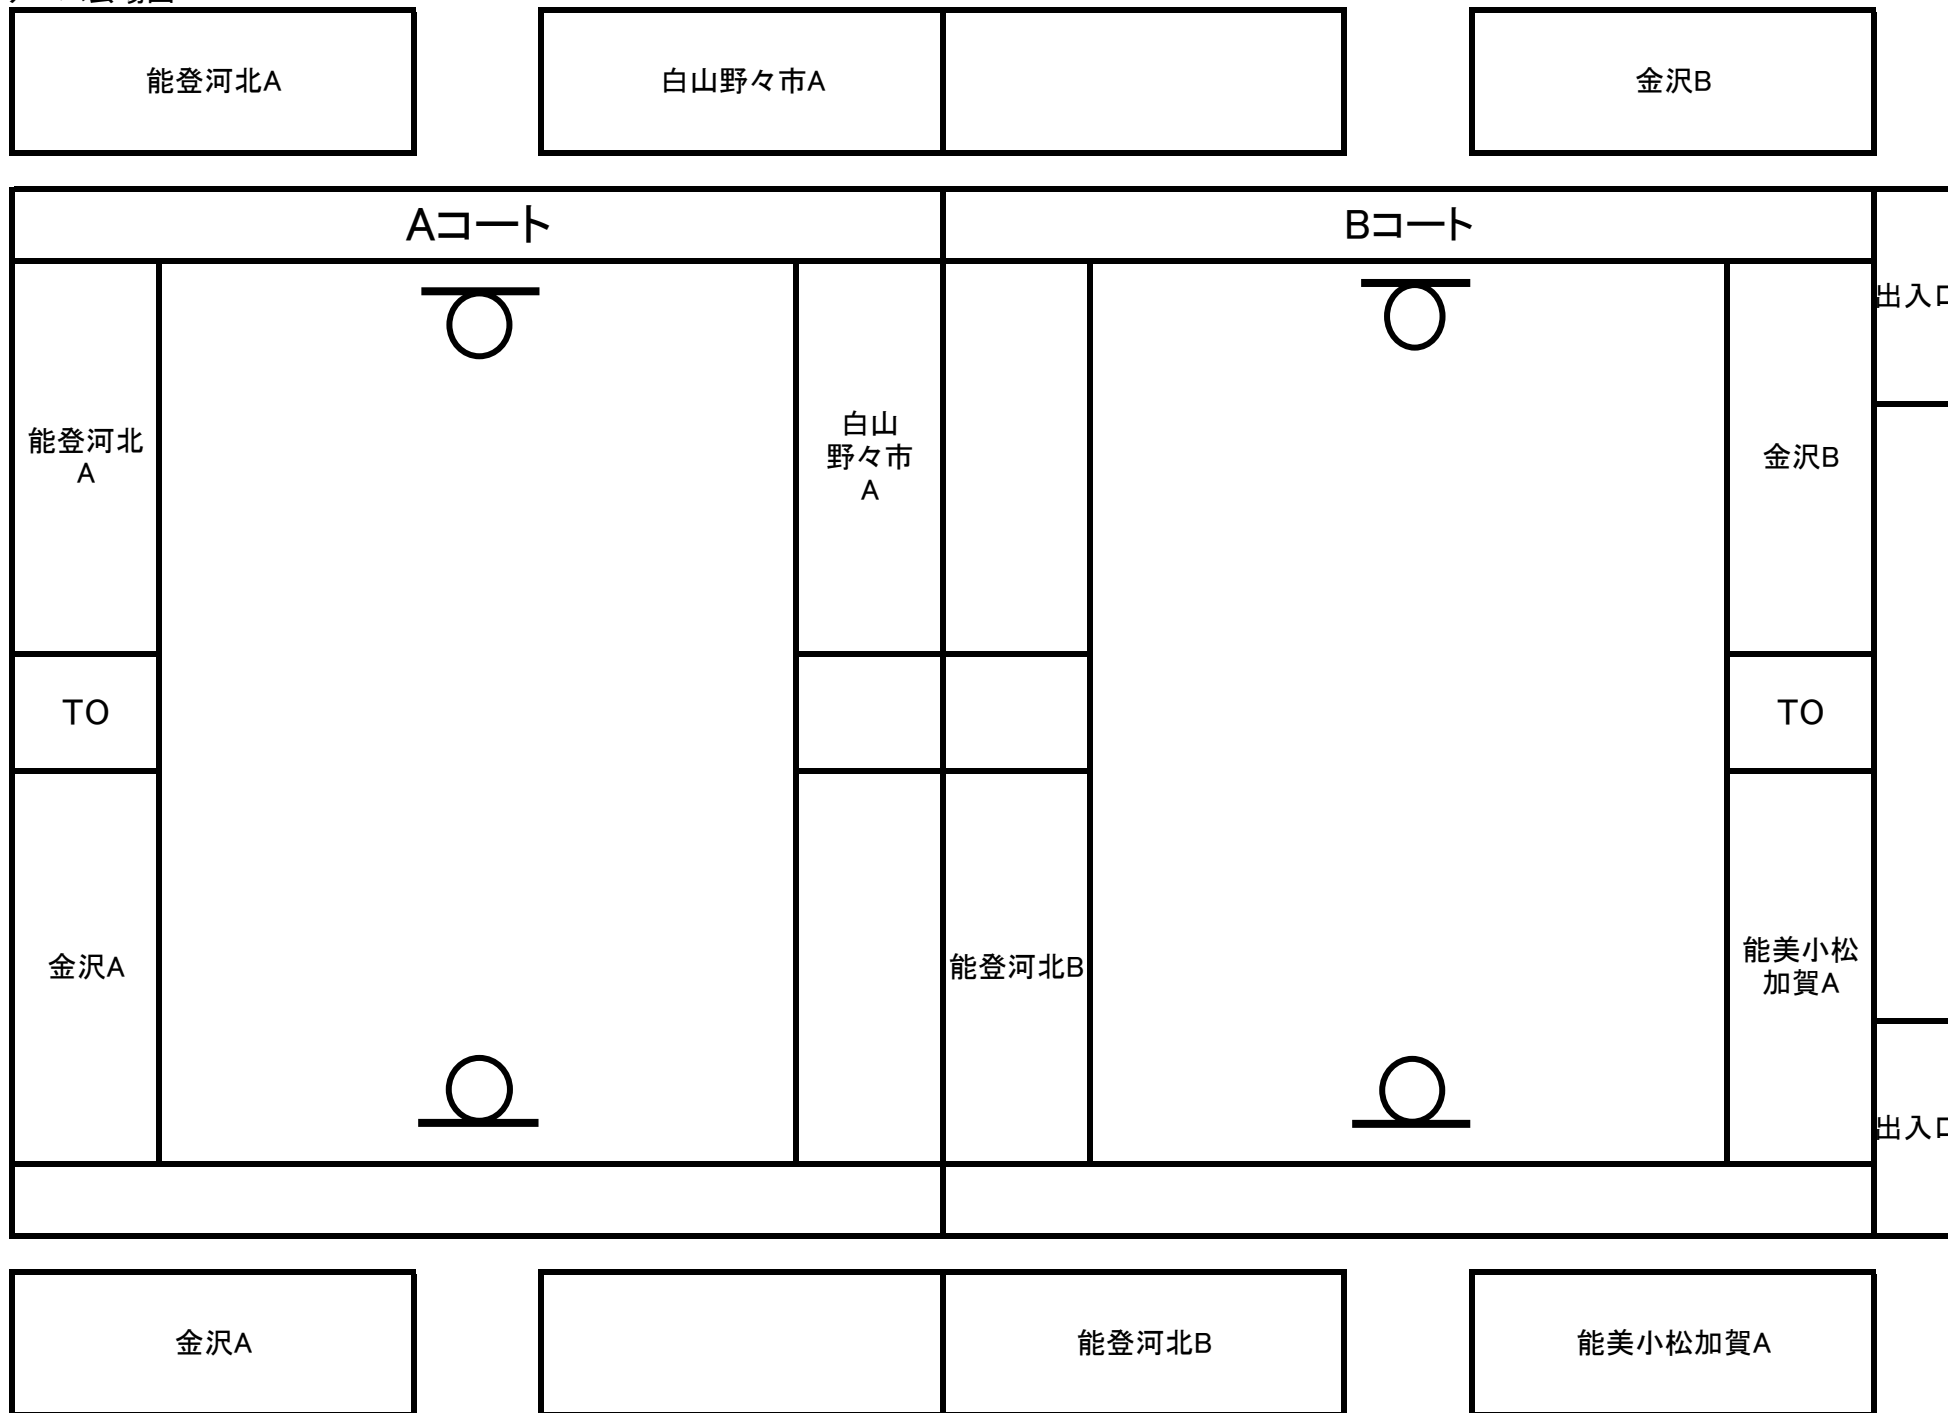 能登河北A
白山野々市A
金沢B
Aコート
Bコート
出入口
能登河北
A
白山
野々市
A
金沢B
TO
TO
金沢A
能登河北B
能美小松
加賀A
出入口
金沢A
能登河北B
能美小松加賀A